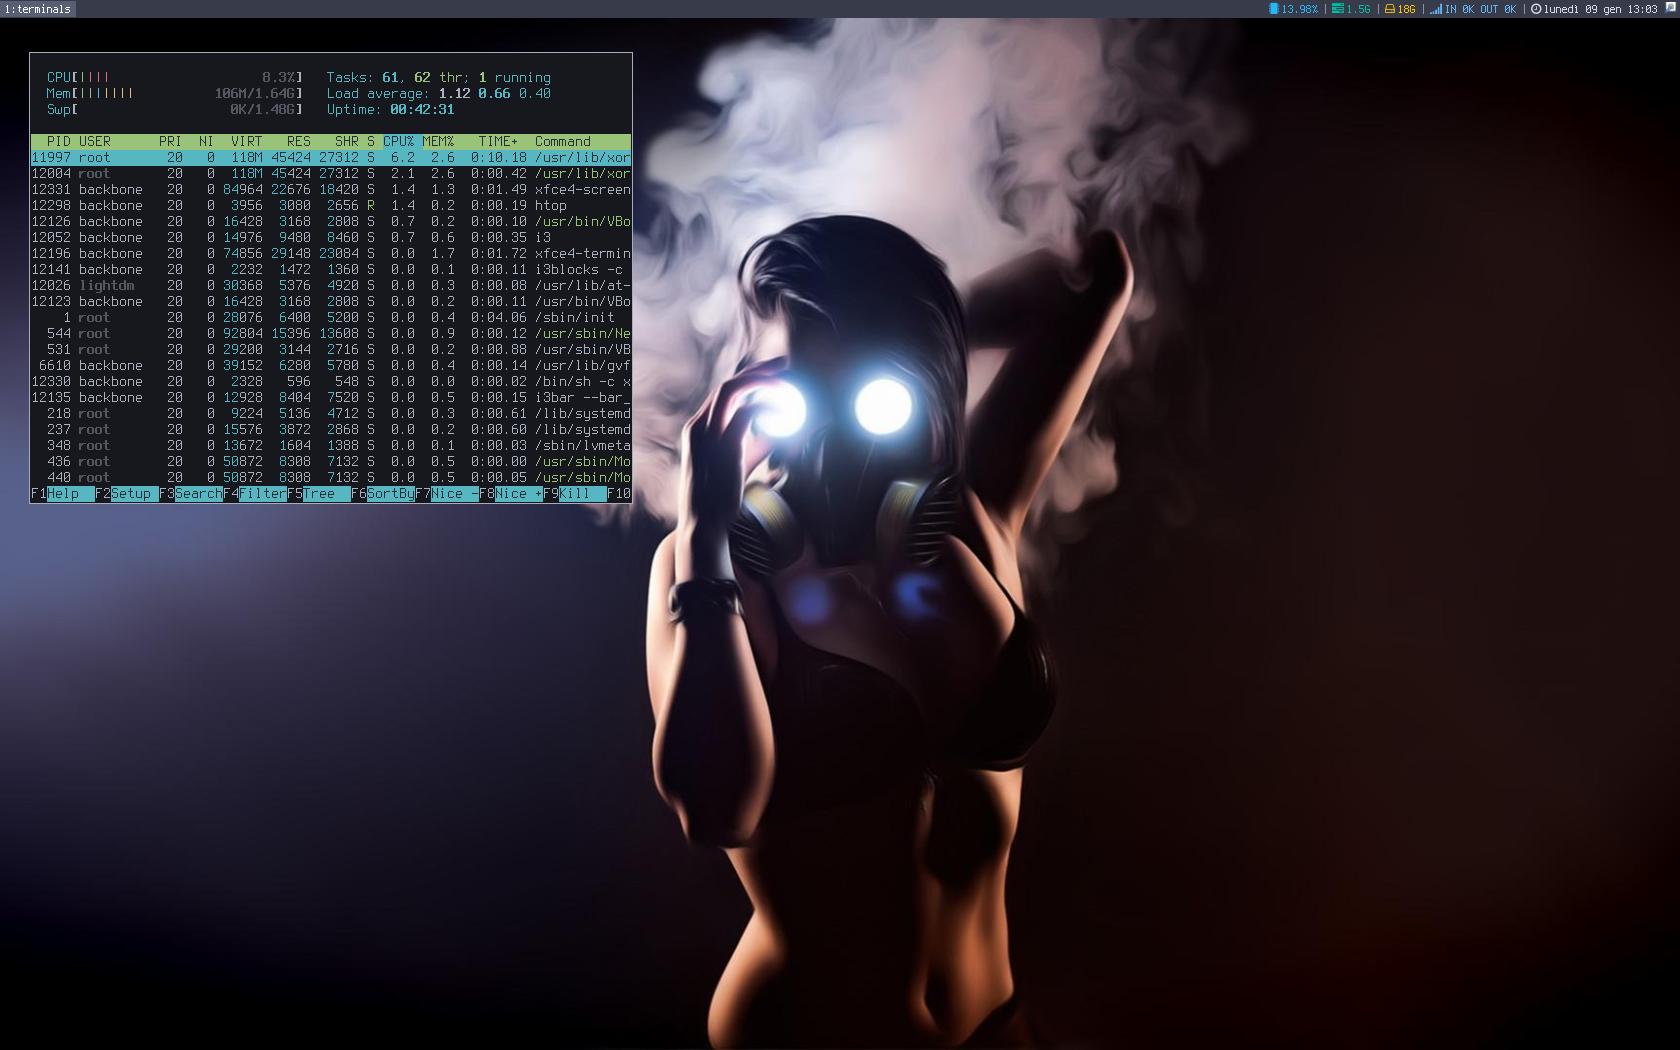 1:terminals
13.98% | 1.5G | 18G | IN 0K OUT 0K | lunedì 09 gen 13:03
CPU[|||| 8.3%] Tasks: 61, 62 thr; 1 running
Mem[||||||| 106M/1.64G] Load average: 1.12 0.66 0.40
Swp[ 0K/1.48G] Uptime: 00:42:31
PID USER PRI NI VIRT RES SHR S CPU% MEM% TIME+ Command
11997 root 20 0 118M 45424 27312 S 6.2 2.6 0:10.18 /usr/lib/xor
12004 root 20 0 118M 45424 27312 S 2.1 2.6 0:00.42 /usr/lib/xor
12331 backbone 20 0 84964 22676 18420 S 1.4 1.3 0:01.49 xfce4-screen
12298 backbone 20 0 3956 3080 2656 R 1.4 0.2 0:00.19 htop
12126 backbone 20 0 16428 3168 2808 S 0.7 0.2 0:00.10 /usr/bin/VBo
12052 backbone 20 0 14976 9480 8460 S 0.7 0.6 0:00.35 i3
12196 backbone 20 0 74856 29148 23084 S 0.0 1.7 0:01.72 xfce4-termin
12141 backbone 20 0 2232 1472 1360 S 0.0 0.1 0:00.11 i3blocks -c
12026 lightdm 20 0 30368 5376 4920 S 0.0 0.3 0:00.08 /usr/lib/at-
12123 backbone 20 0 16428 3168 2808 S 0.0 0.2 0:00.11 /usr/bin/VBo
1 root 20 0 28076 6400 5200 S 0.0 0.4 0:04.06 /sbin/init
544 root 20 0 92804 15396 13608 S 0.0 0.9 0:00.12 /usr/sbin/Ne
531 root 20 0 29200 3144 2716 S 0.0 0.2 0:00.88 /usr/sbin/VB
6610 backbone 20 0 39152 6280 5780 S 0.0 0.4 0:00.14 /usr/lib/gvf
12330 backbone 20 0 2328 596 548 S 0.0 0.0 0:00.02 /bin/sh -c x
12135 backbone 20 0 12928 8404 7520 S 0.0 0.5 0:00.15 i3bar --bar_
218 root 20 0 9224 5136 4712 S 0.0 0.3 0:00.61 /lib/systemd
237 root 20 0 15576 3872 2868 S 0.0 0.2 0:00.60 /lib/systemd
348 root 20 0 13672 1604 1388 S 0.0 0.1 0:00.03 /sbin/lvmeta
436 root 20 0 50872 8308 7132 S 0.0 0.5 0:00.00 /usr/sbin/Mo
440 root 20 0 50872 8308 7132 S 0.0 0.5 0:00.05 /usr/sbin/Mo
F1Help F2Setup F3SearchF4FilterF5Tree F6SortByF7Nice -F8Nice +F9Kill F10